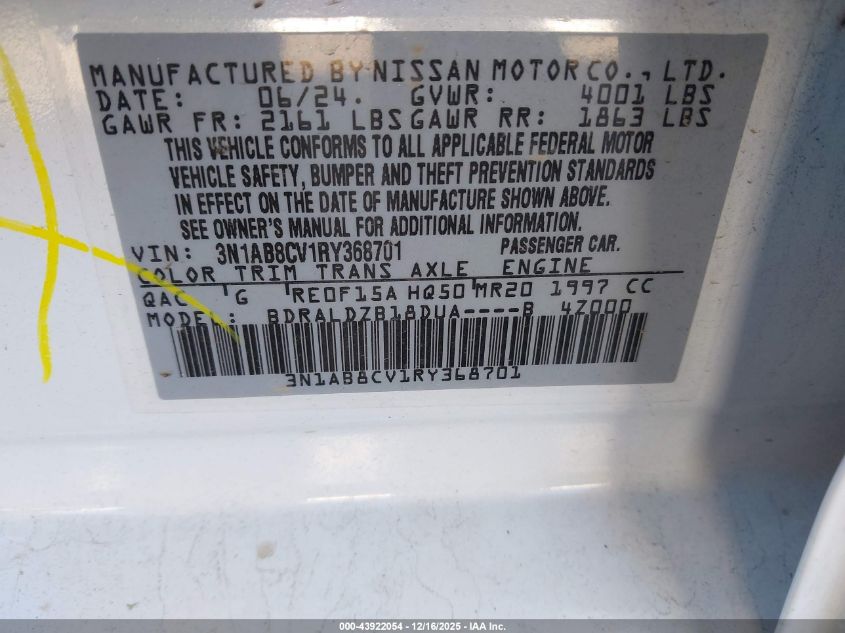 MANUFACTURED BY NISSAN MOTOR CO., LTD.
DATE: 06/24. GVWR: 4001 LBS
GAWR FR: 2161 LBS GAWR RR: 1863 LBS
THIS VEHICLE CONFORMS TO ALL APPLICABLE FEDERAL MOTOR
VEHICLE SAFETY, BUMPER AND THEFT PREVENTION STANDARDS
IN EFFECT ON THE DATE OF MANUFACTURE SHOWN ABOVE.
SEE OWNER'S MANUAL FOR ADDITIONAL INFORMATION.
VIN: 3N1AB8CV1RY368701 PASSENGER CAR.
COLOR TRIM TRANS AXLE ENGINE
QAC G RE0F15A HQ50 MR20 1997 CC
MODEL: BDRALDZB18DUA----B 4Z000
3N1AB8CV1RY368701
000-43922054 - 12/16/2025 - IAA Inc.